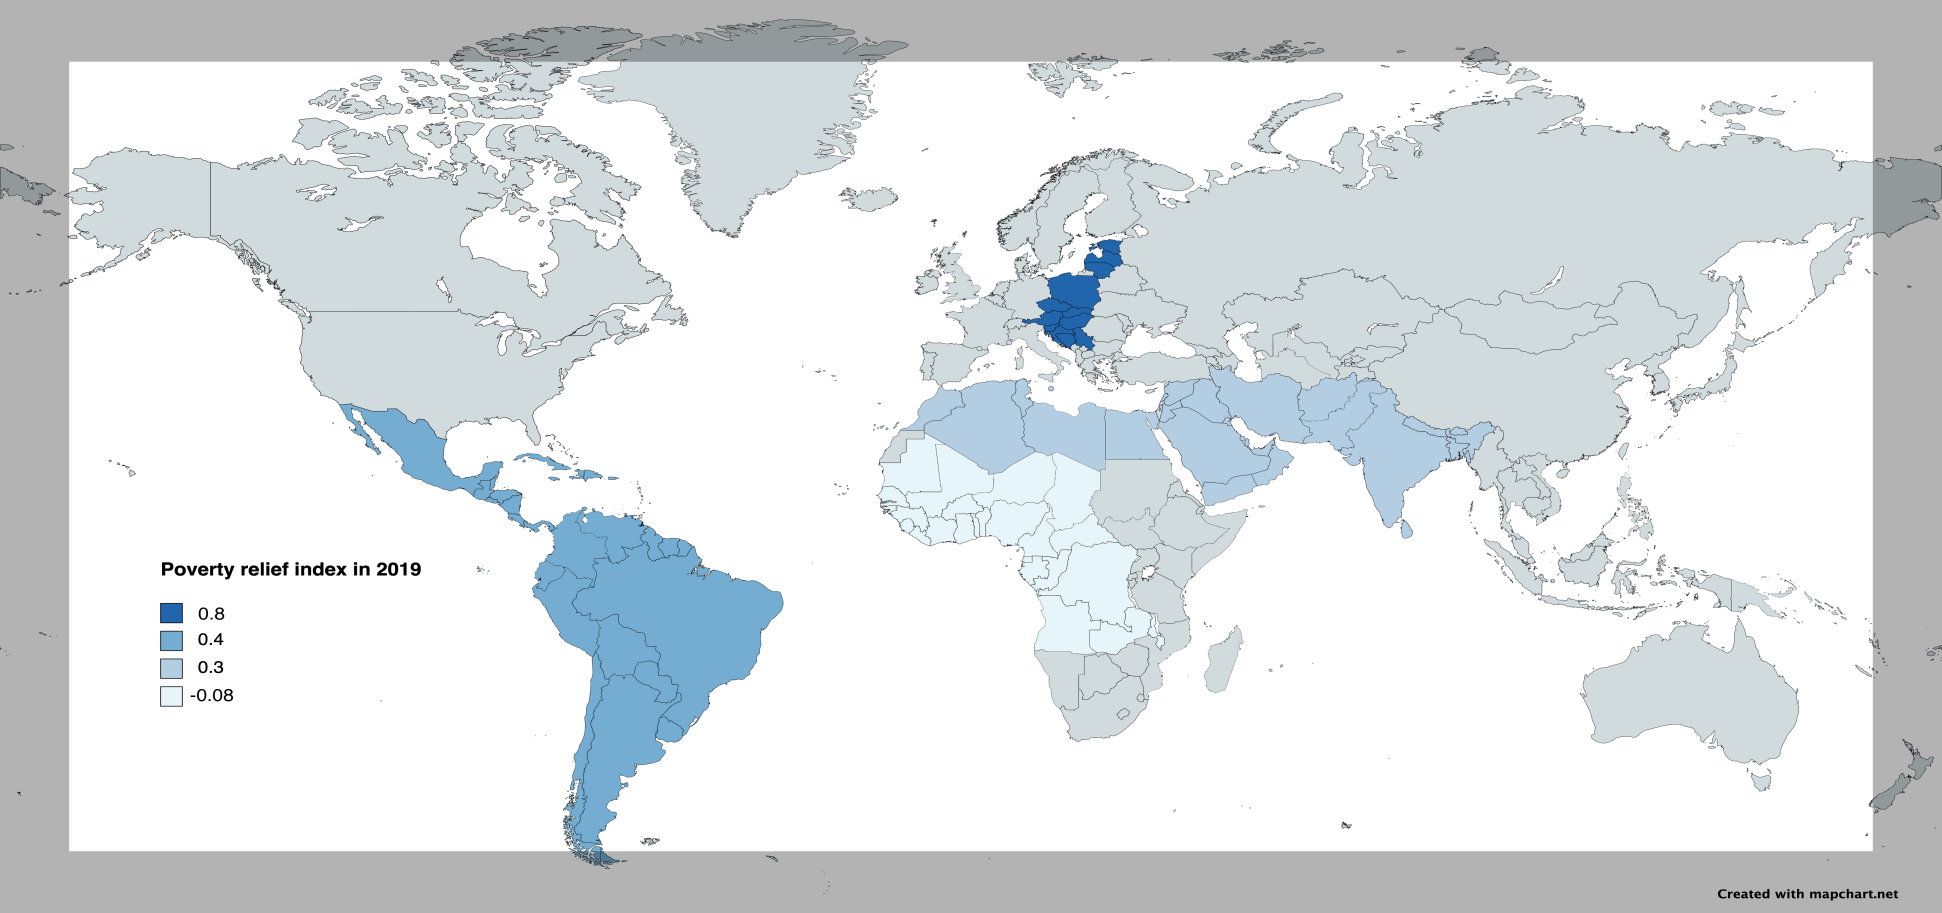 Poverty relief index in 2019
0.8
0.4
0.3
-0.08
Created with mapchart.net